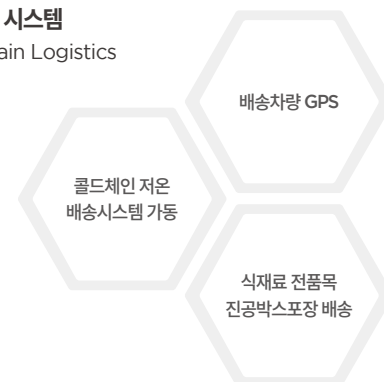 시스템
ain Logistics
배송차량 GPS
콜드체인 저온
배송시스템 가동
식재료 전품목
진공박스포장 배송